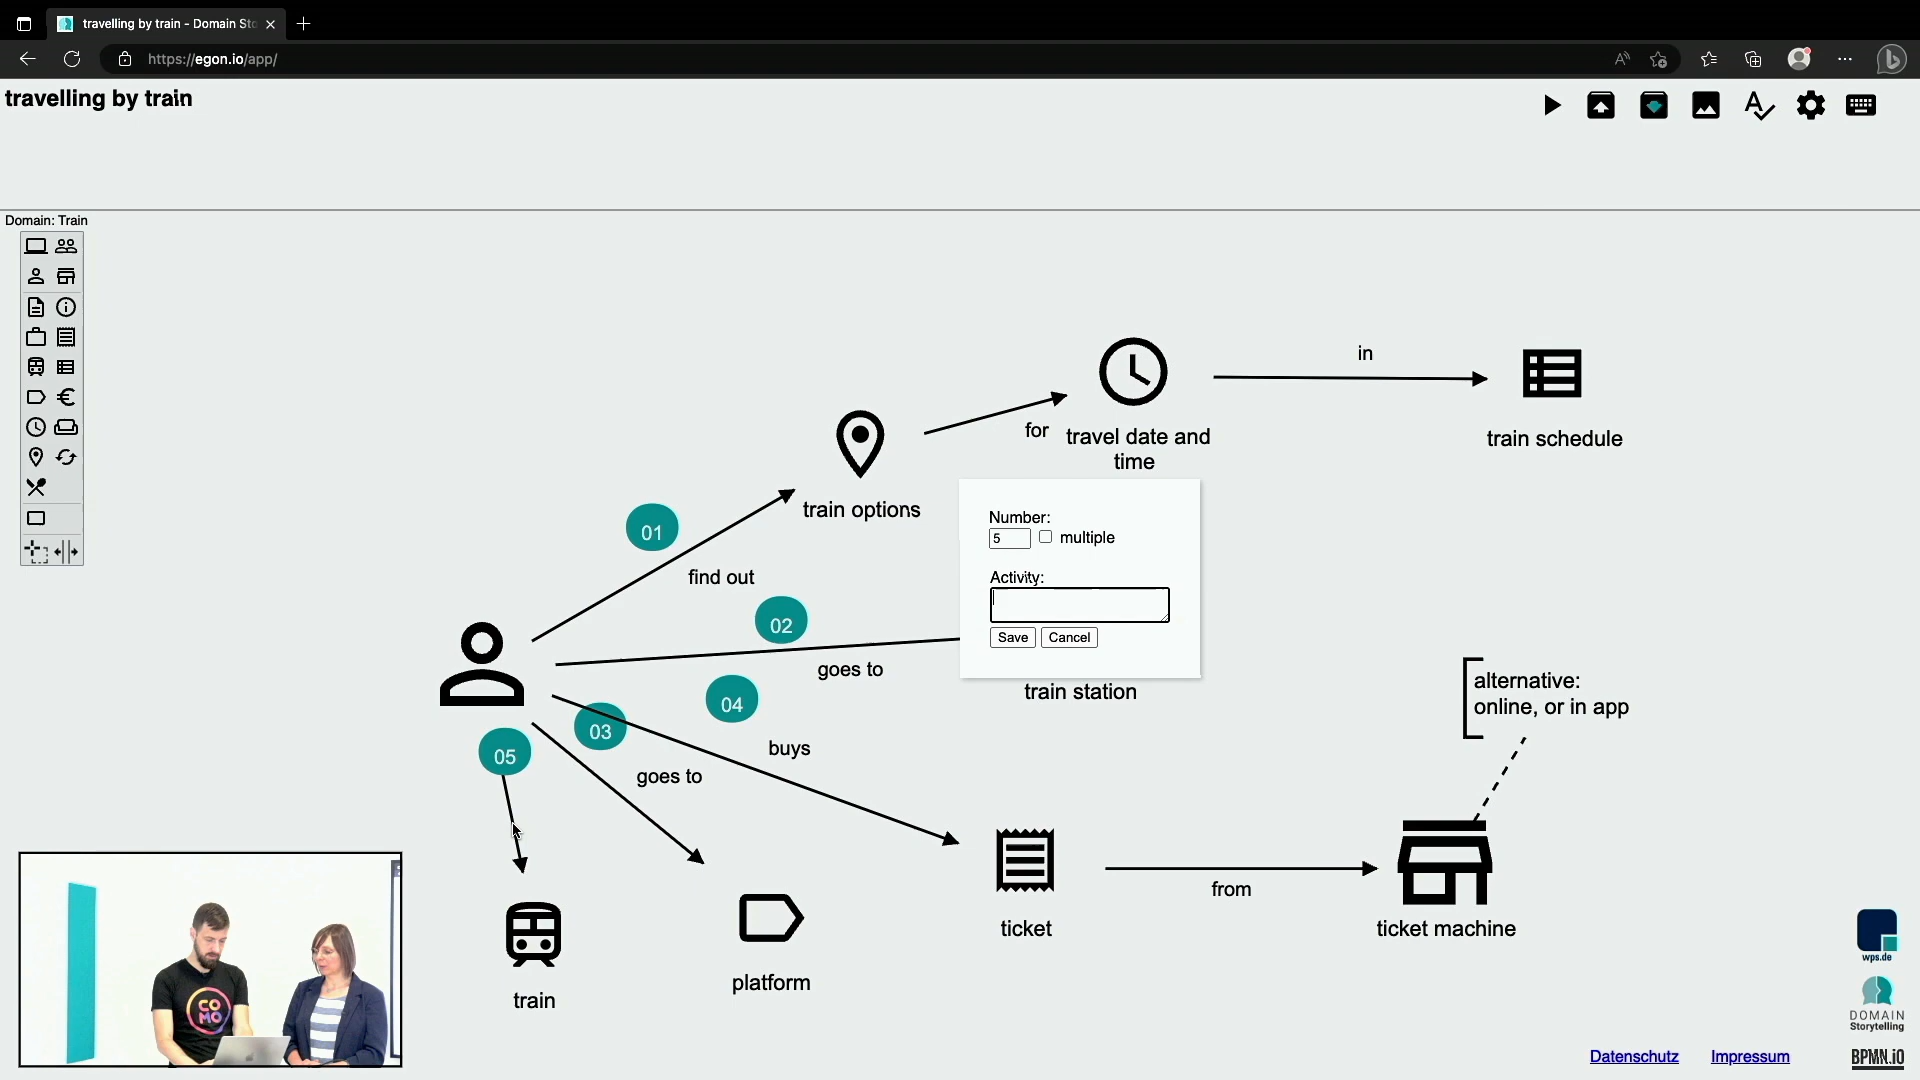 travelling by train - Domain Sto
https://egon.io/app/
travelling by train
Domain: Train
in
for
travel date and
time
train schedule
train options
01
find out
Number:
5
multiple
Activity:
Save
Cancel
02
goes to
train station
04
buys
03
goes to
05
alternative:
online, or in app
from
ticket
ticket machine
train
platform
CO
MO
wps.de
DOMAIN
Storytelling
Datenschutz
Impressum
BPMN.iO